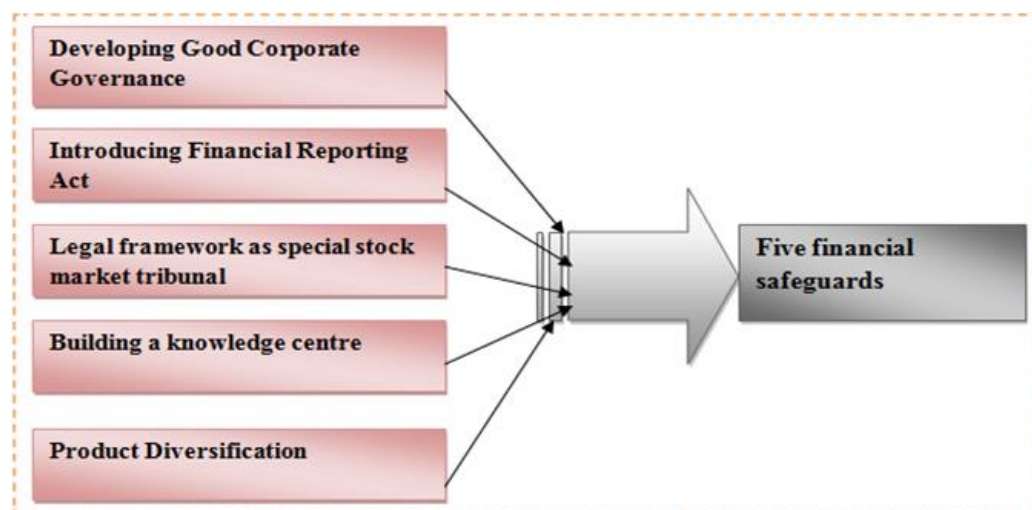 Developing Good Corporate
Governance
Introducing Financial Reporting
Act
Legal framework as special stock
market tribunal
Building a knowledge centre
Product Diversification
Five financial
safeguards